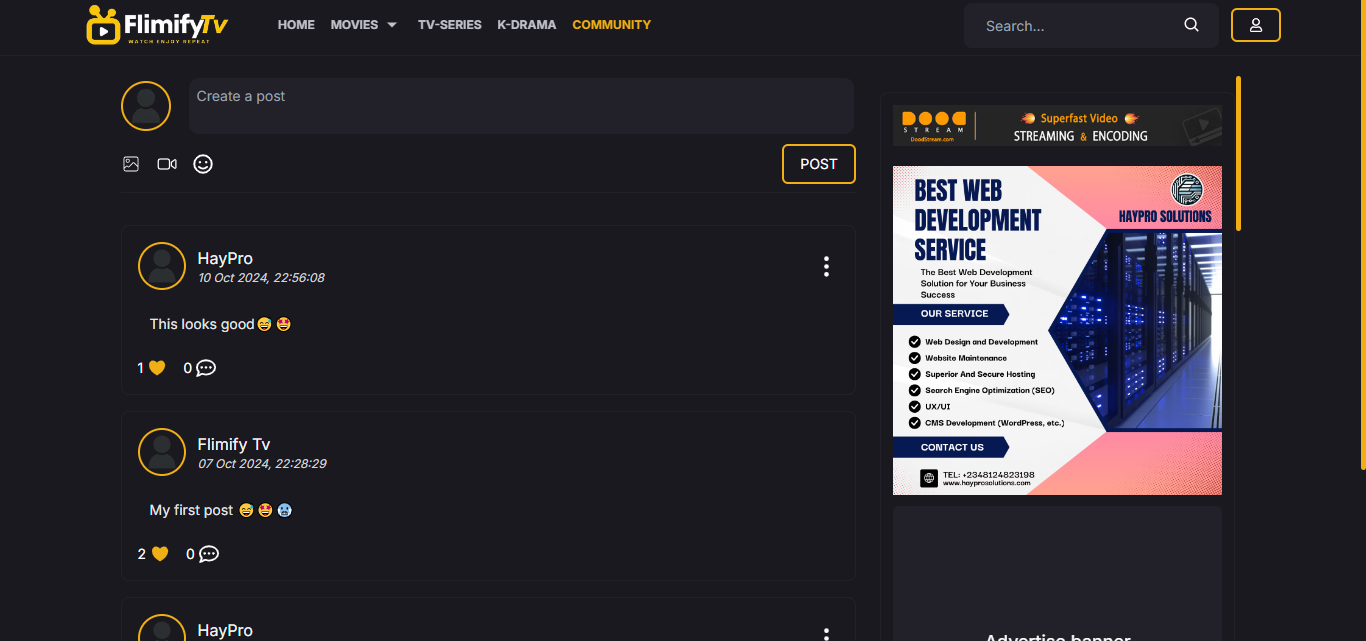 FlimifyTv
WATCH ENJOY REPEAT
HOME
MOVIES
TV-SERIES
K-DRAMA
COMMUNITY
Search...
Create a post
POST
HayPro
10 Oct 2024, 22:56:08
This looks good😅 🤩
1
0
Flimify Tv
07 Oct 2024, 22:28:29
My first post 😅 🤩 🥶
2
0
HayPro
DOOD
STREAM
DoodStream.com
Superfast Video
STREAMING & ENCODING
BEST WEB
DEVELOPMENT
SERVICE
HAYPRO SOLUTIONS
The Best Web Development
Solution for Your Business
Success
OUR SERVICE
Web Design and Development
Website Maintenance
Superior And Secure Hosting
Search Engine Optimization (SEO)
UX/UI
CMS Development (WordPress, etc.)
CONTACT US
TEL: +2348124823198
www.hayprosolutions.com
Advertise banner